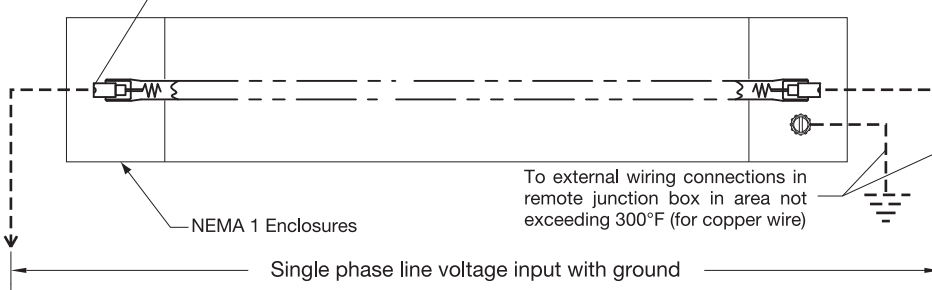 To external wiring connections in
remote junction box in area not
exceeding 300°F (for copper wire)
NEMA 1 Enclosures
Single phase line voltage input with ground